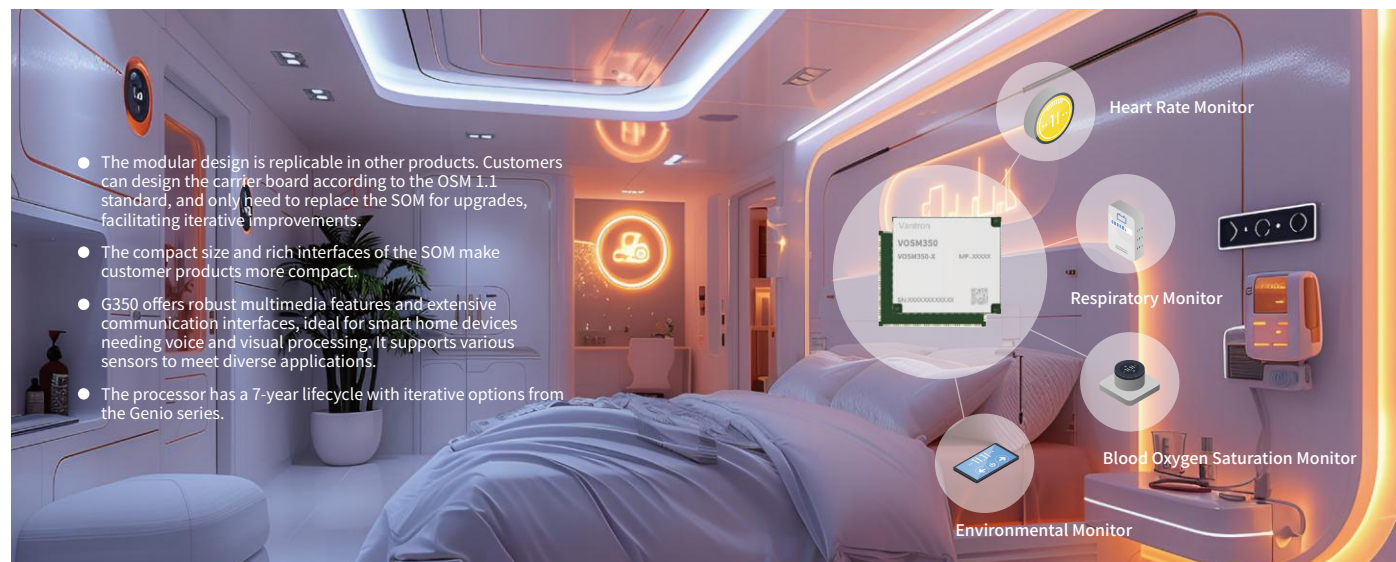 The modular design is replicable in other products. Customers
can design the carrier board according to the OSM 1.1
standard, and only need to replace the SOM for upgrades,
facilitating iterative improvements.
The compact size and rich interfaces of the SOM make
customer products more compact.
G350 offers robust multimedia features and extensive
communication interfaces, ideal for smart home devices
needing voice and visual processing. It supports various
sensors to meet diverse applications.
The processor has a 7-year lifecycle with iterative options from
the Genio series.
Heart Rate Monitor
Vantron
VOSM350
VOSM350-X M/P: XXXXX
S/N:XXXX XXX XXX XX
Respiratory Monitor
Blood Oxygen Saturation Monitor
Environmental Monitor